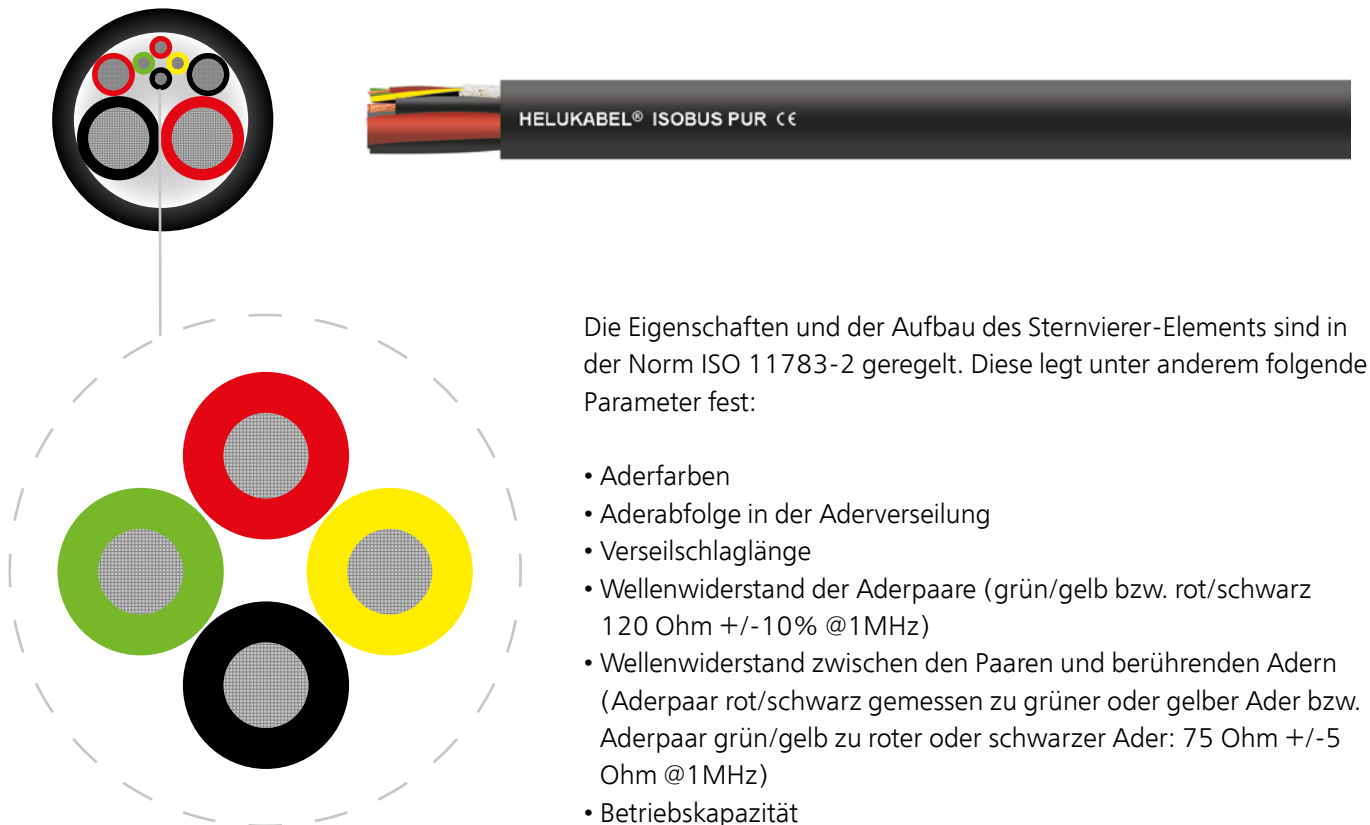 HELUKABEL® ISOBUS PUR CE
Die Eigenschaften und der Aufbau des Sternvierer-Elements sind in
der Norm ISO 11783-2 geregelt. Diese legt unter anderem folgende
Parameter fest:
• Aderfarben
• Aderabfolge in der Aderverseilung
• Verseilschlaglänge
• Wellenwiderstand der Aderpaare (grün/gelb bzw. rot/schwarz
120 Ohm +/-10% @1MHz)
• Wellenwiderstand zwischen den Paaren und berührenden Adern
(Aderpaar rot/schwarz gemessen zu grüner oder gelber Ader bzw.
Aderpaar grün/gelb zu roter oder schwarzer Ader: 75 Ohm +/-5
Ohm @1MHz)
• Betriebskapazität